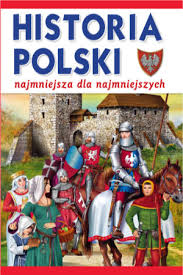 HISTORIA
POLSKI
najmniejsza dla najmniejszych